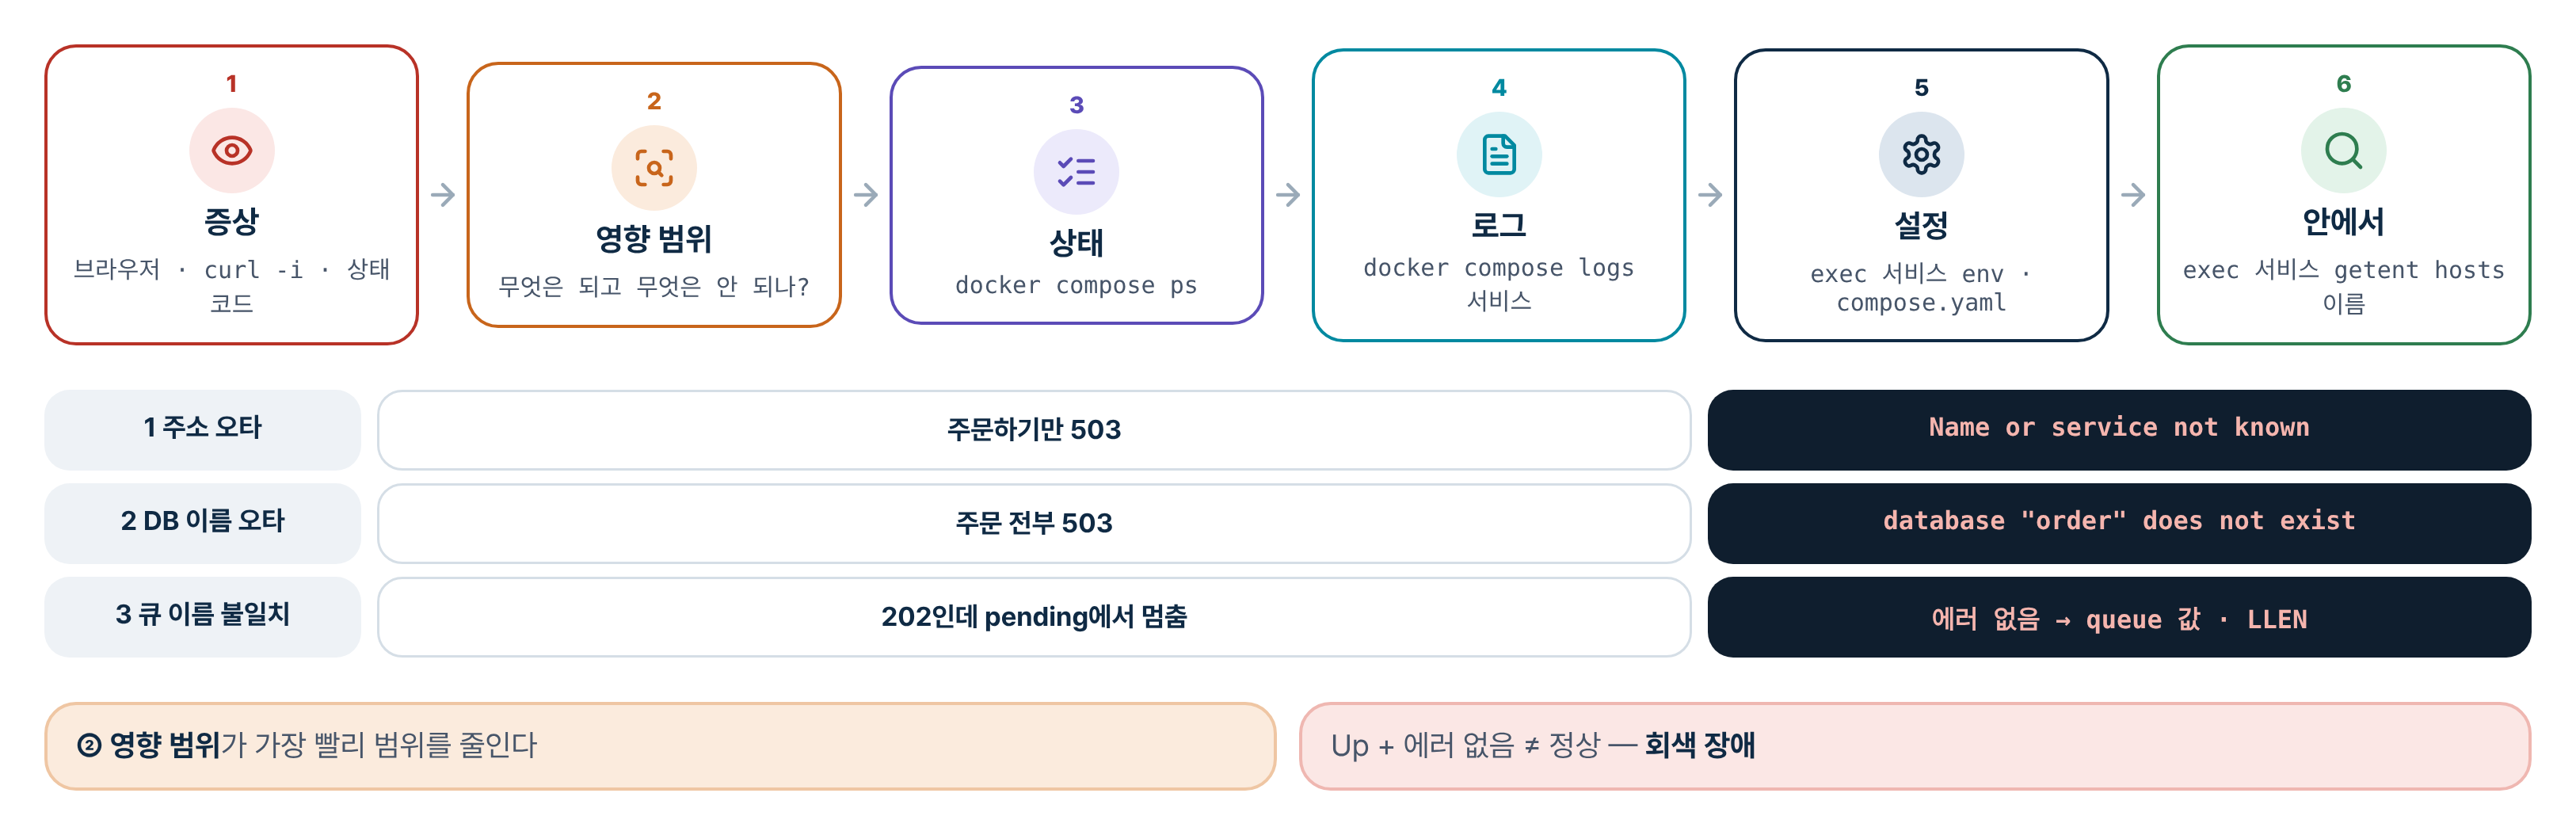 1
증상
브라우저 · curl -i · 상태
코드
2
영향 범위
무엇은 되고 무엇은 안 되나?
3
상태
docker compose ps
4
로그
docker compose logs
서비스
5
설정
exec 서비스 env ·
compose.yaml
6
안에서
exec 서비스 getent hosts
이름
1 주소 오타
주문하기만 503
Name or service not known
2 DB 이름 오타
주문 전부 503
database "order" does not exist
3 큐 이름 불일치
202인데 pending에서 멈춤
에러 없음 → queue 값 · LLEN
② 영향 범위가 가장 빨리 범위를 줄인다
Up + 에러 없음 ≠ 정상 — 회색 장애